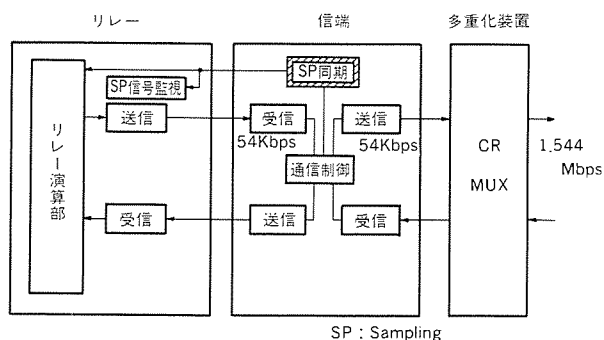 リレー
信端
多重化装置
SP同期
SP信号監視
送信
受信
送信
54Kbps
54Kbps
CR
MUX
1.544
Mbps
リレー演算部
通信制御
受信
送信
受信
SP : Sampling